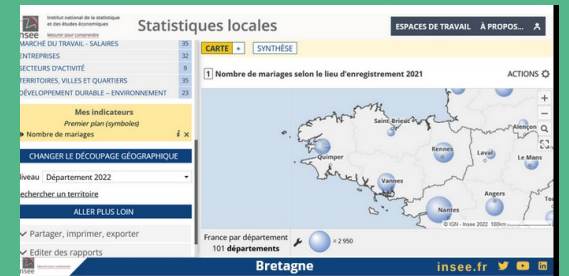 Institut national de la statistique
et des études économiques
Insee
Mesurer pour comprendre
Statistiques locales
ESPACES DE TRAVAIL À PROPOS...
MARCHÉ DU TRAVAIL - SALAIRES 35
ENTREPRISES 32
SECTEURS D'ACTIVITÉ 9
TERRITOIRES, VILLES ET QUARTIERS 35
DÉVELOPPEMENT DURABLE – ENVIRONNEMENT 23
Mes indicateurs
Premier plan (symboles)
Nombre de mariages i ×
CHANGER LE DÉCOUPAGE GÉOGRAPHIQUE
Niveau Département 2022
Rechercher un territoire
ALLER PLUS LOIN
Partager, imprimer, exporter
Editer des rapports
CARTE + SYNTHÈSE
1 Nombre de mariages selon le lieu d'enregistrement 2021 ACTIONS
+
−
Saint-Brieuc
Alençon
Quimper
Rennes
Laval
Le Mans
Vannes
Angers
Nantes
Tou
© IGN - Insee 2022 100km
France par département
101 départements
= 2 950
Insee
Bretagne
insee.fr